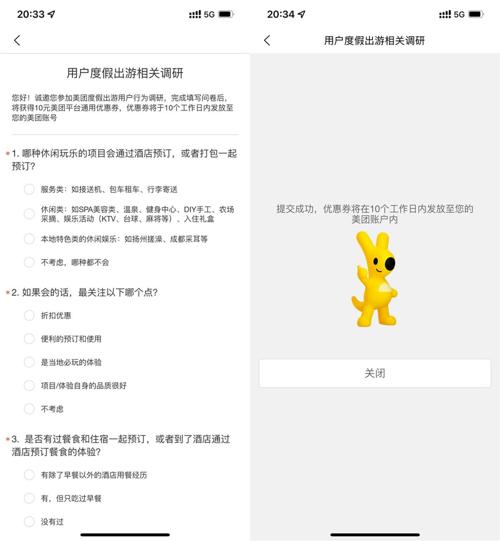 20:33
5G
用户度假出游相关调研
您好！诚邀您参加美团度假出游用户行为调研，完成填写问卷后，
将获得10元美团平台通用优惠券，优惠券将于10个工作日内发放至
您的美团账号
*1. 哪种休闲玩乐的项目会通过酒店预订，或者打包一起
预订？
服务类：如接送机、包车租车、行李寄送
休闲类：如SPA美容类、温泉、健身中心、DIY手工、农场
采摘、娱乐活动（KTV、台球、麻将等）、入住礼盒
本地特色类的休闲娱乐：如扬州搓澡、成都采耳等
不考虑，哪种都不会
*2. 如果会的话，最关注以下哪个点？
折扣优惠
便利的预订和使用
是当地必玩的体验
项目/体验自身的品质很好
不考虑
*3. 是否有过餐食和住宿一起预订，或者到了酒店通过
酒店预订餐食的体验？
有除了早餐以外的酒店用餐经历
有，但只吃过早餐
没有过
20:34
5G
用户度假出游相关调研
提交成功，优惠券将在10个工作日内发放至您的
美团账户内
关闭